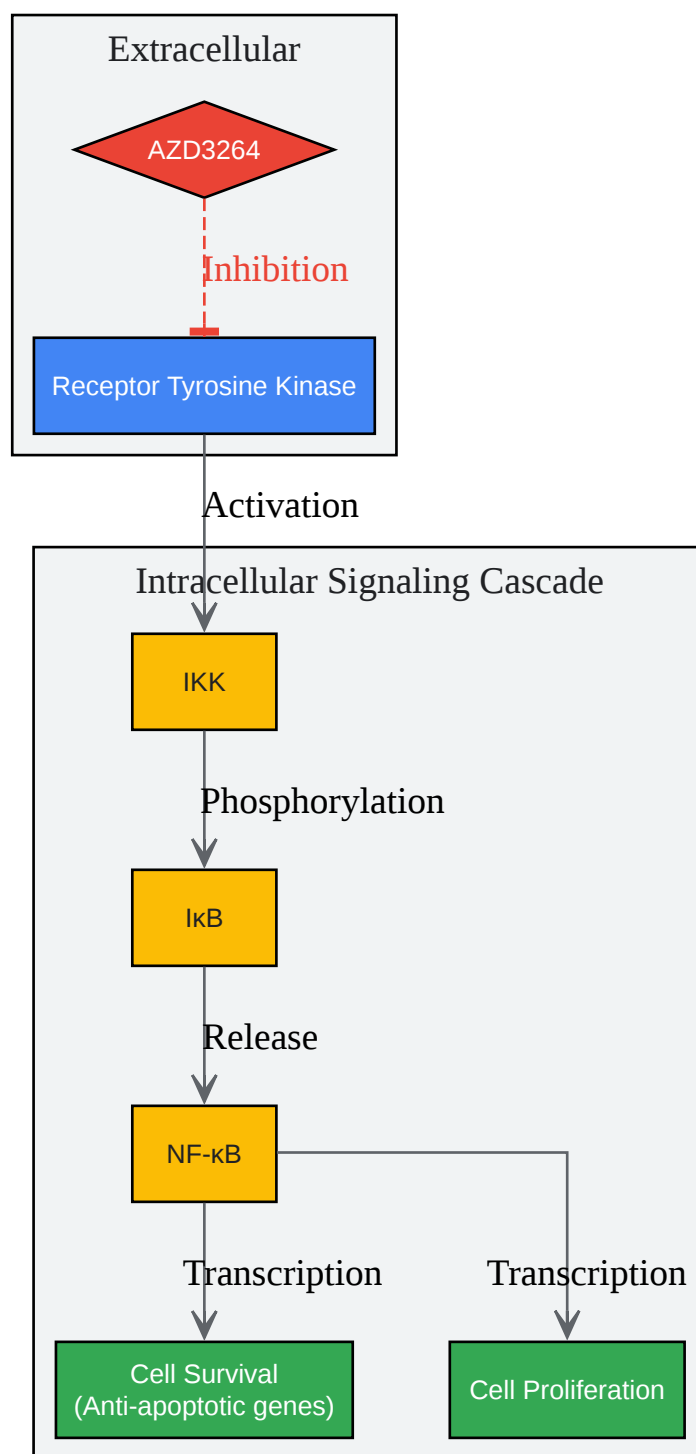 Extracellular
AZD3264
Inhibition
Receptor Tyrosine Kinase
Activation
Intracellular Signaling Cascade
IKK
Phosphorylation
IκB
Release
NF-κB
Transcription
Transcription
Cell Survival
(Anti-apoptotic genes)
Cell Proliferation